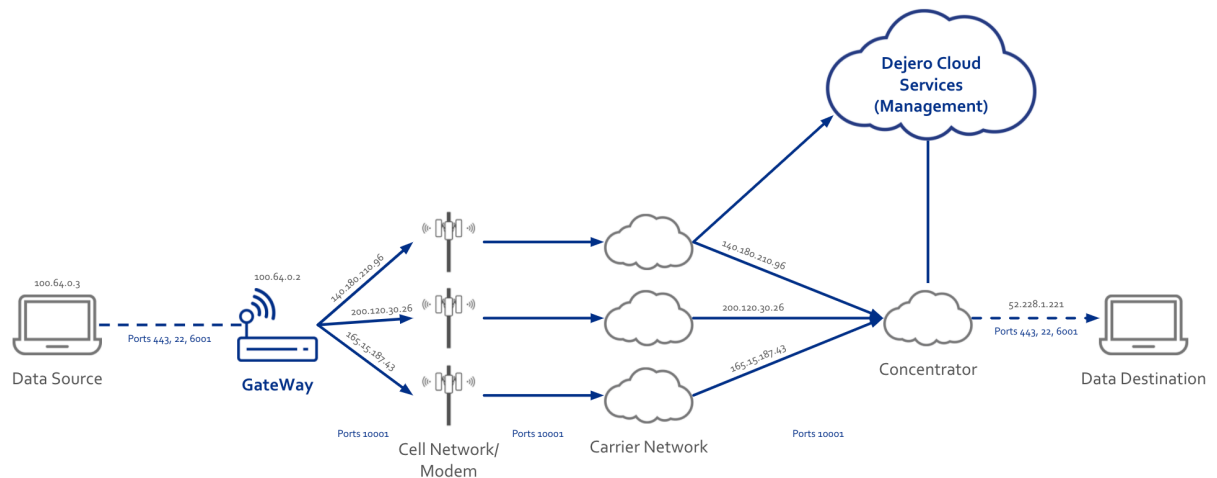 Dejero Cloud
Services
(Management)
140.180.210.96
140.180.210.96
100.64.0.2
100.64.0.3
200.120.30.26
200.120.30.26
52.228.1.221
Ports 443, 22, 6001
Ports 443, 22, 6001
165.15.187.43
165.15.187.43
Data Source
GateWay
Concentrator
Data Destination
Ports 10001
Ports 10001
Ports 10001
Cell Network/
Modem
Carrier Network